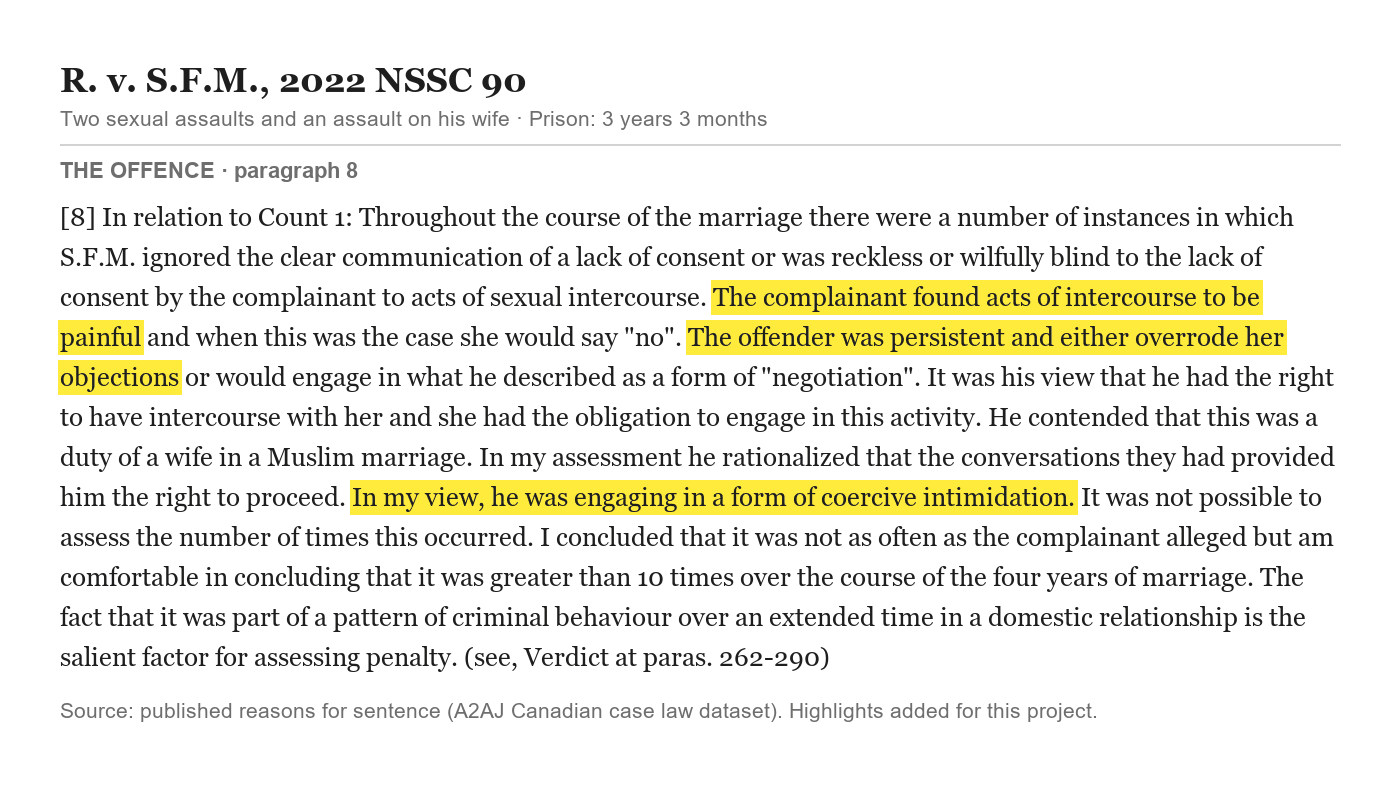 R. v. S.F.M., 2022 NSSC 90
Two sexual assaults and an assault on his wife · Prison: 3 years 3 months
THE OFFENCE · paragraph 8
[8] In relation to Count 1: Throughout the course of the marriage there were a number of instances in which
S.F.M. ignored the clear communication of a lack of consent or was reckless or wilfully blind to the lack of
consent by the complainant to acts of sexual intercourse. The complainant found acts of intercourse to be
painful and when this was the case she would say "no". The offender was persistent and either overrode her
objections or would engage in what he described as a form of "negotiation". It was his view that he had the right
to have intercourse with her and she had the obligation to engage in this activity. He contended that this was a
duty of a wife in a Muslim marriage. In my assessment he rationalized that the conversations they had provided
him the right to proceed. In my view, he was engaging in a form of coercive intimidation. It was not possible to
assess the number of times this occurred. I concluded that it was not as often as the complainant alleged but am
comfortable in concluding that it was greater than 10 times over the course of the four years of marriage. The
fact that it was part of a pattern of criminal behaviour over an extended time in a domestic relationship is the
salient factor for assessing penalty. (see, Verdict at paras. 262-290)
Source: published reasons for sentence (A2AJ Canadian case law dataset). Highlights added for this project.